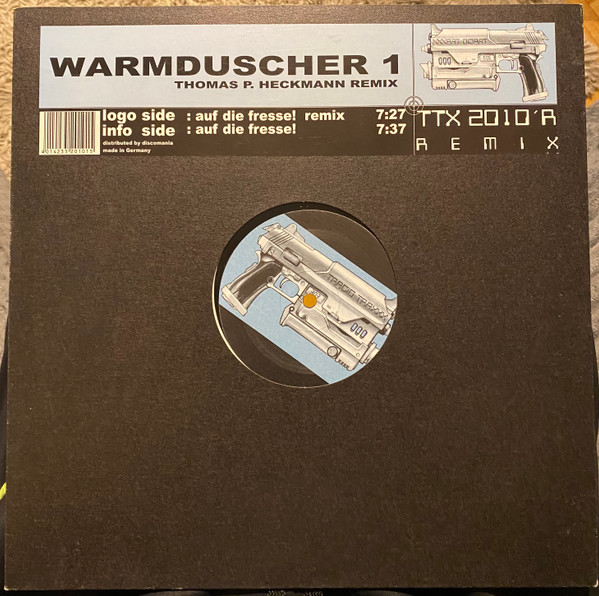 WARMDUSCHER 1
THOMAS P. HECKMANN REMIX
logo side : auf die fresse! remix 7:27
info side : auf die fresse! 7:37
distributed by discomania
made in Germany
TTX 2010'R
REMIX